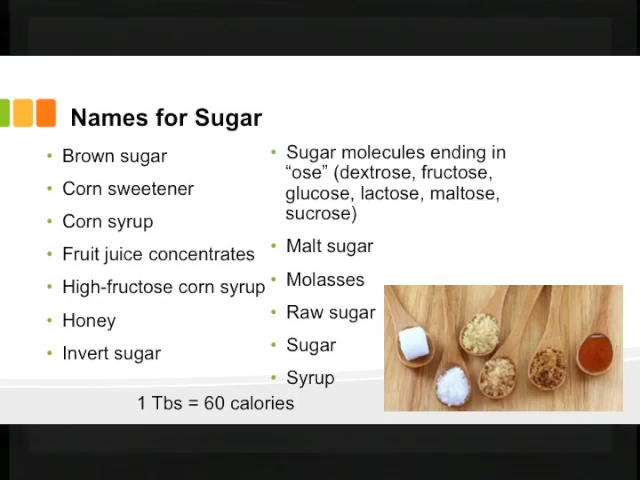 Names for Sugar
• Brown sugar
• Corn sweetener
• Corn syrup
• Fruit juice concentrates
• High-fructose corn syrup
• Honey
• Invert sugar
• Sugar molecules ending in
“ose” (dextrose, fructose,
glucose, lactose, maltose,
sucrose)
• Malt sugar
• Molasses
• Raw sugar
• Sugar
• Syrup
1 Tbs = 60 calories